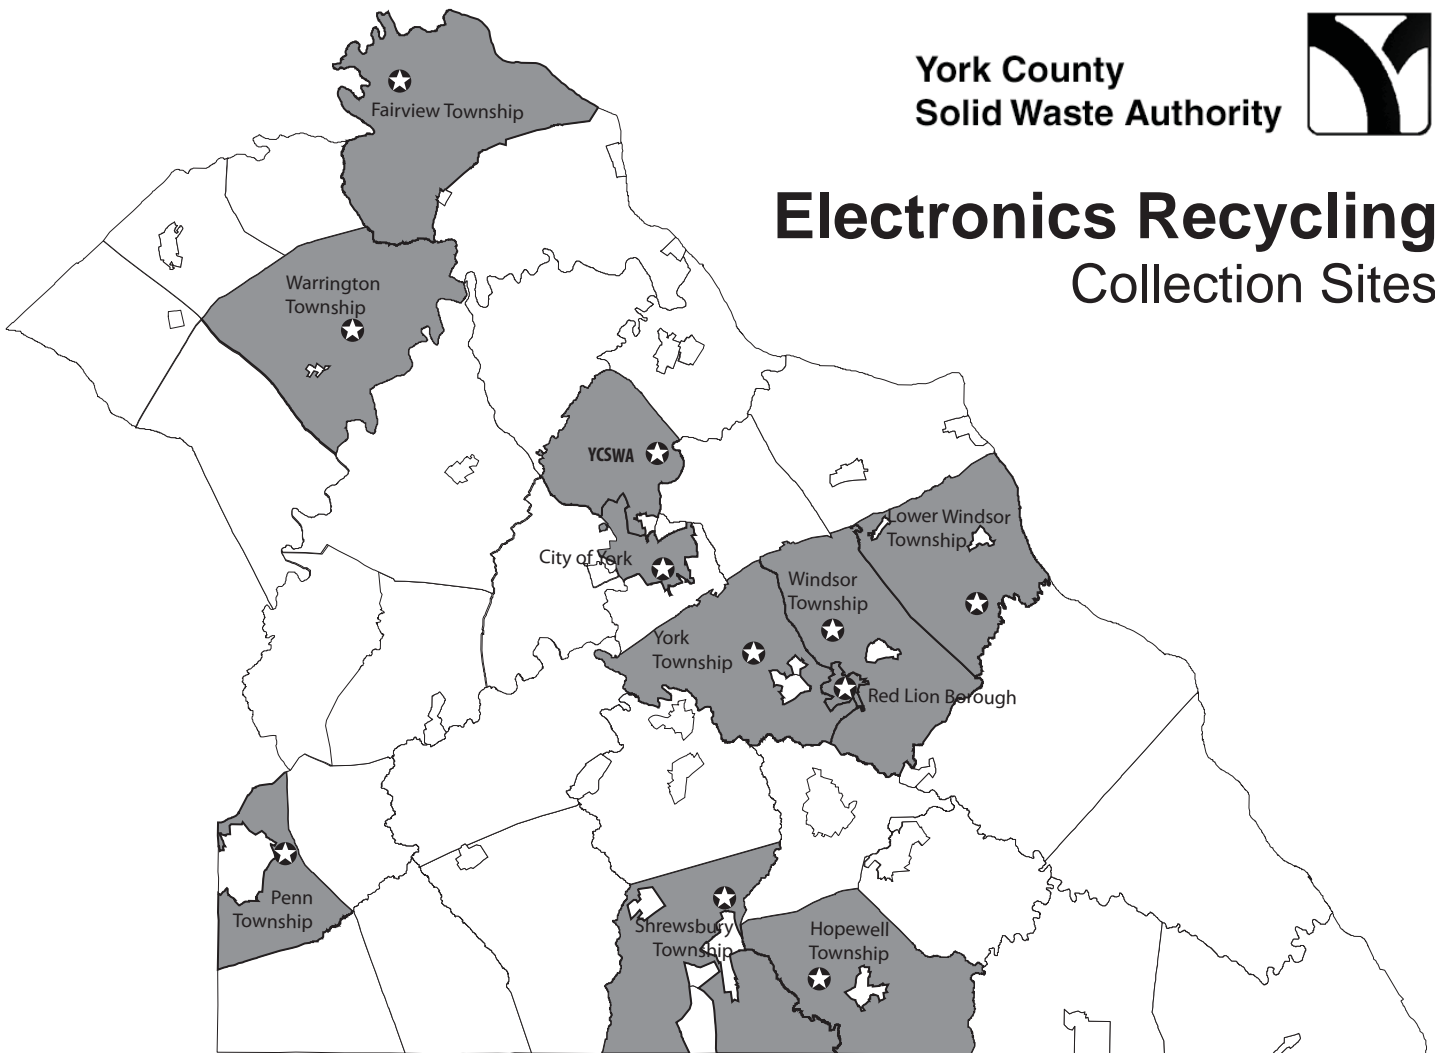 York County
Solid Waste Authority
Electronics Recycling
Collection Sites
Fairview Township
Warrington
Township
YCSWA
City of York
Lower Windsor
Township
Windsor
Township
York
Township
Red Lion Borough
Penn
Township
Shrewsbury
Township
Hopewell
Township